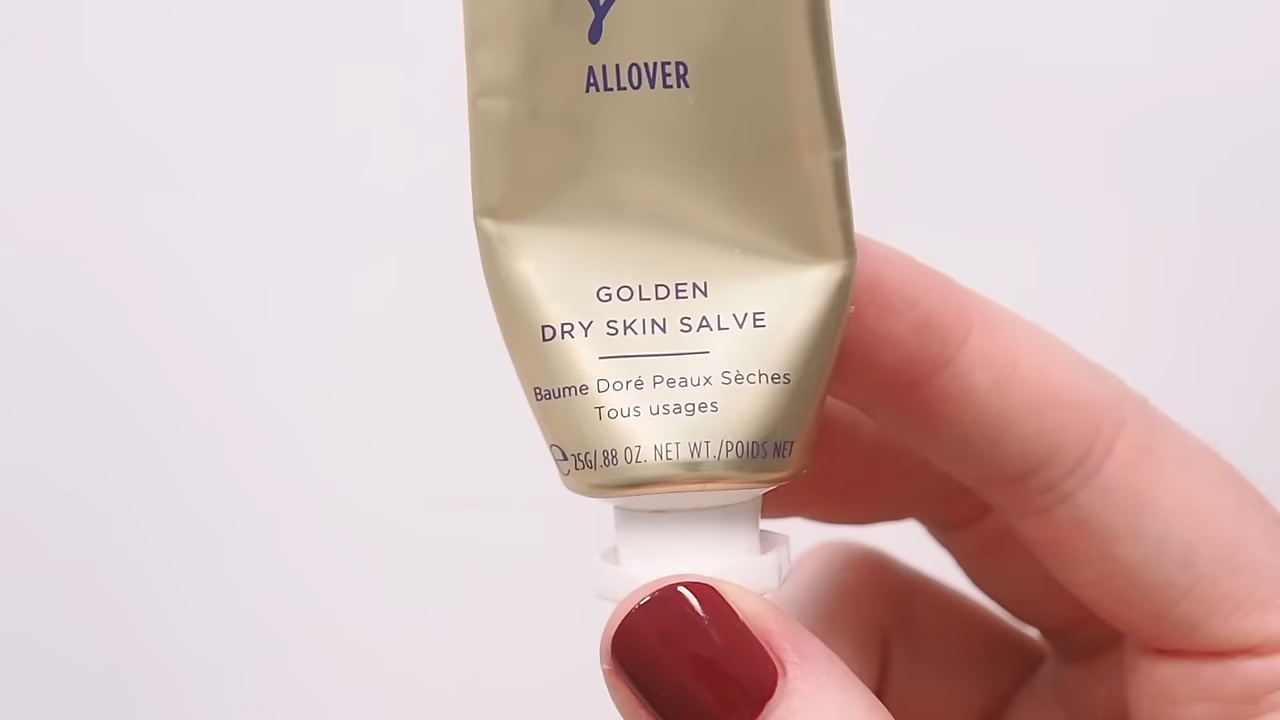 y
ALLOVER
GOLDEN
DRY SKIN SALVE
Baume Doré Peaux Sèches
Tous usages
e 25G/.88 OZ. NET WT./POIDS NET